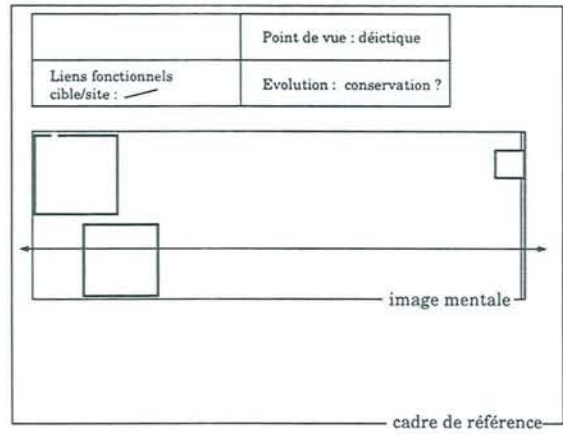 Point de vue : déictique
Liens fonctionnels
cible/site :
Evolution : conservation ?
image mentale
cadre de référence